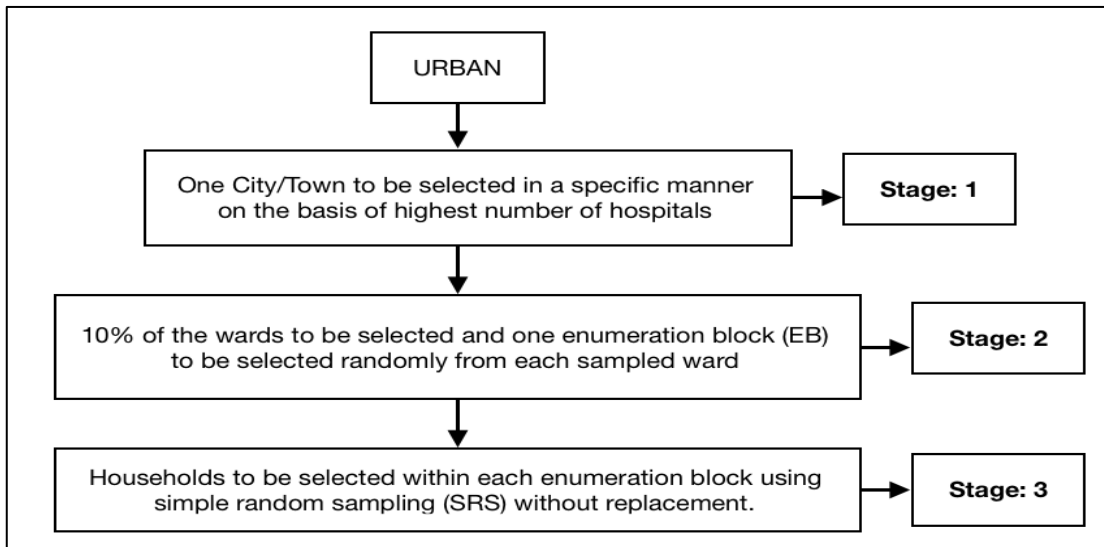 URBAN
One City/Town to be selected in a specific manner
on the basis of highest number of hospitals
Stage: 1
10% of the wards to be selected and one enumeration block (EB)
to be selected randomly from each sampled ward
Stage: 2
Households to be selected within each enumeration block using
simple random sampling (SRS) without replacement.
Stage: 3